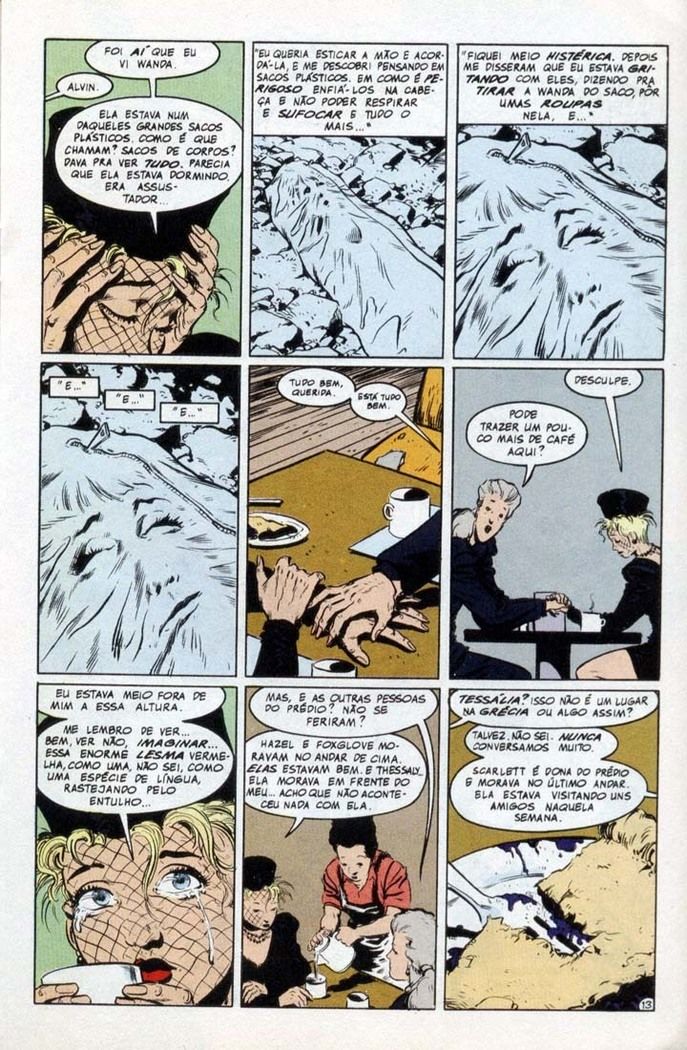 FOI AÍ QUE EU
VI WANDA.
ALVIN.
ELA ESTAVA NUM
DAQUELES GRANDES SACOS
PLÁSTICOS. COMO É QUE
CHAMAM? SACOS DE CORPOS?
DAVA PRA VER TUDO. PARECIA
QUE ELA ESTAVA DORMINDO.
ERA ASSUS-
TADOR...
"EU QUERIA ESTICAR A MÃO E ACOR-
DÁ-LA, E ME DESCOBRI PENSANDO EM
SACOS PLÁSTICOS. EM COMO É PE-
RIGOSO ENFIÁ-LOS NA CABE-
ÇA E NÃO PODER RESPIRAR
E SUFOCAR E TUDO O
MAIS..."
"FIQUEI MEIO HISTÉRICA. DEPOIS
ME DISSERAM QUE EU ESTAVA GRI-
TANDO COM ELES, DIZENDO PRA
TIRAR A WANDA DO SACO, PÔR
UMAS ROUPAS
NELA, E..."
"E..."
"E..."
"E..."
TUDO BEM,
QUERIDA.
ESTÁ TUDO
BEM.
DESCULPE.
PODE
TRAZER UM POU-
CO MAIS DE CAFÉ
AQUI?
EU ESTAVA MEIO FORA DE
MIM A ESSA ALTURA.
ME LEMBRO DE VER...
BEM, VER NÃO, IMAGINAR...
ESSA ENORME LESMA VERME-
LHA, COMO UMA, NÃO SEI, COMO
UMA ESPÉCIE DE LÍNGUA,
RASTEJANDO PELO
ENTULHO...
MAS, E AS OUTRAS PESSOAS
DO PRÉDIO? NÃO SE
FERIRAM?
HAZEL E FOXGLOVE MO-
RAVAM NO ANDAR DE CIMA.
ELAS ESTAVAM BEM. E THESSALY...
ELA MORAVA EM FRENTE DO
MEU... ACHO QUE NÃO ACONTE-
CEU NADA COM ELA.
TESSÁLIA? ISSO NÃO É UM LUGAR
NA GRÉCIA OU ALGO ASSIM?
TALVEZ. NÃO SEI. NUNCA
CONVERSAMOS MUITO.
SCARLETT É DONA DO PRÉDIO
E MORAVA NO ÚLTIMO ANDAR.
ELA ESTAVA VISITANDO UNS
AMIGOS NAQUELA
SEMANA.
13